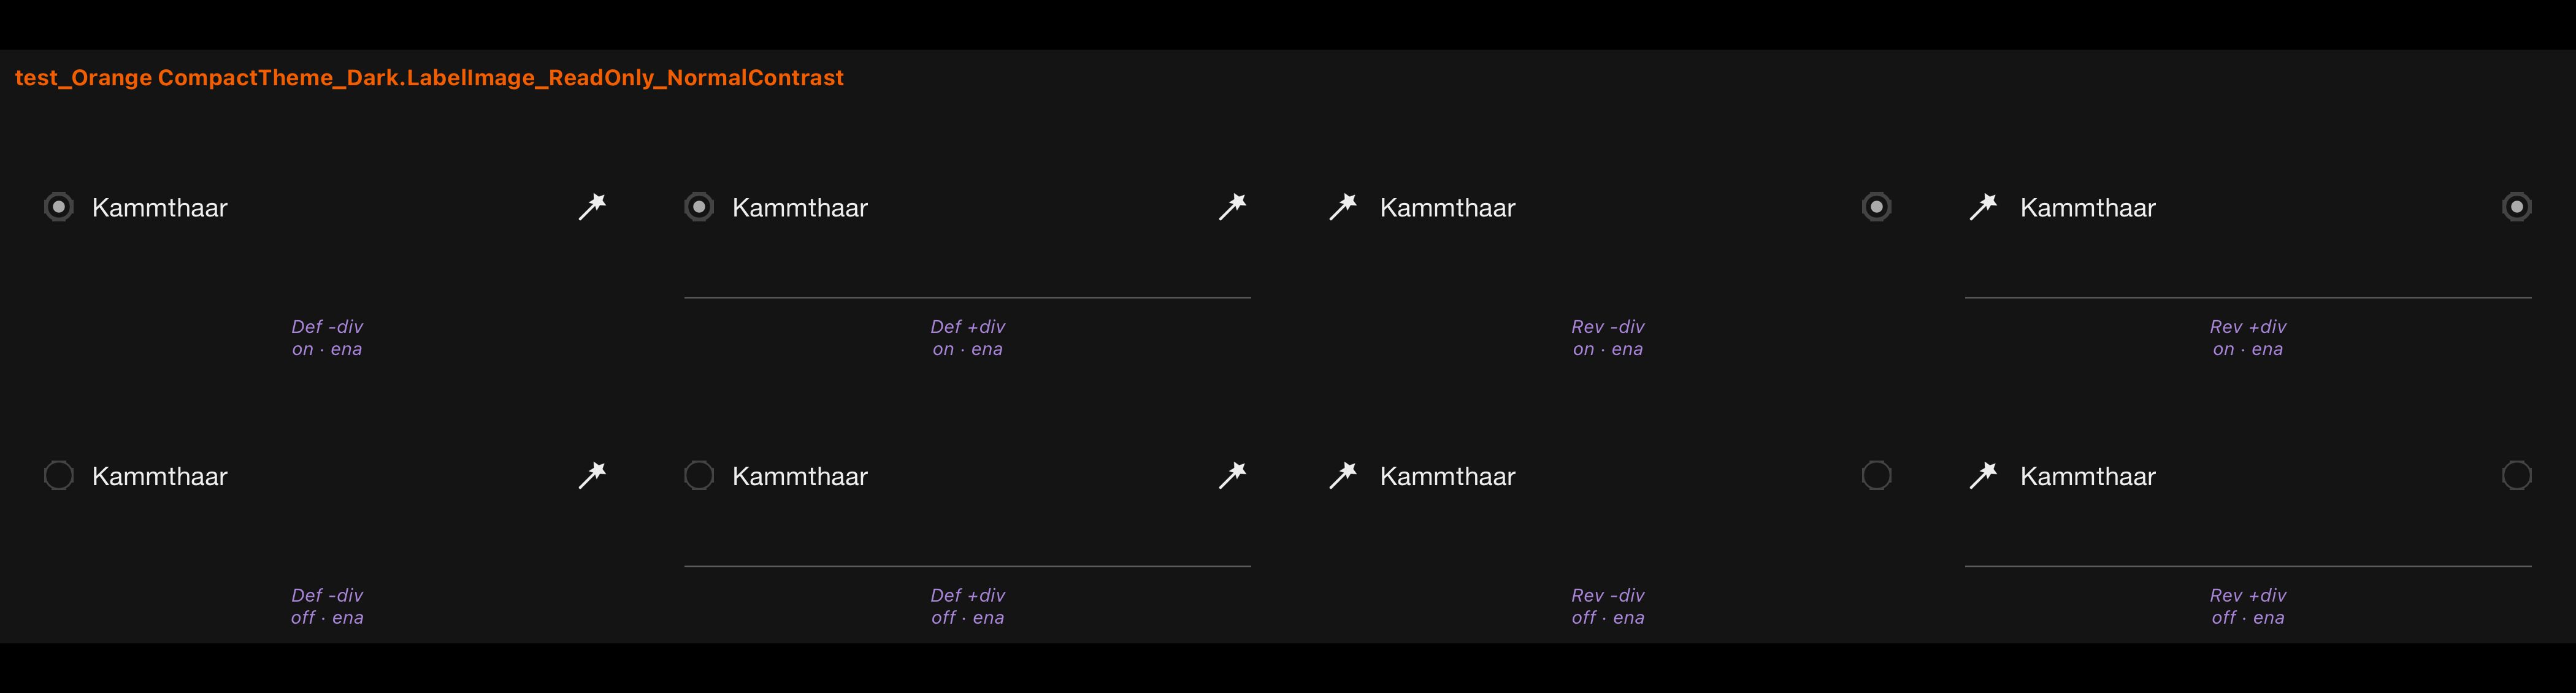 test_Orange CompactTheme_Dark.LabelImage_ReadOnly_NormalContrast
Kammthaar
Kammthaar
Kammthaar
Kammthaar
Def -div
on · ena
Def +div
on · ena
Rev -div
on · ena
Rev +div
on · ena
Kammthaar
Kammthaar
Kammthaar
Kammthaar
Def -div
off · ena
Def +div
off · ena
Rev -div
off · ena
Rev +div
off · ena